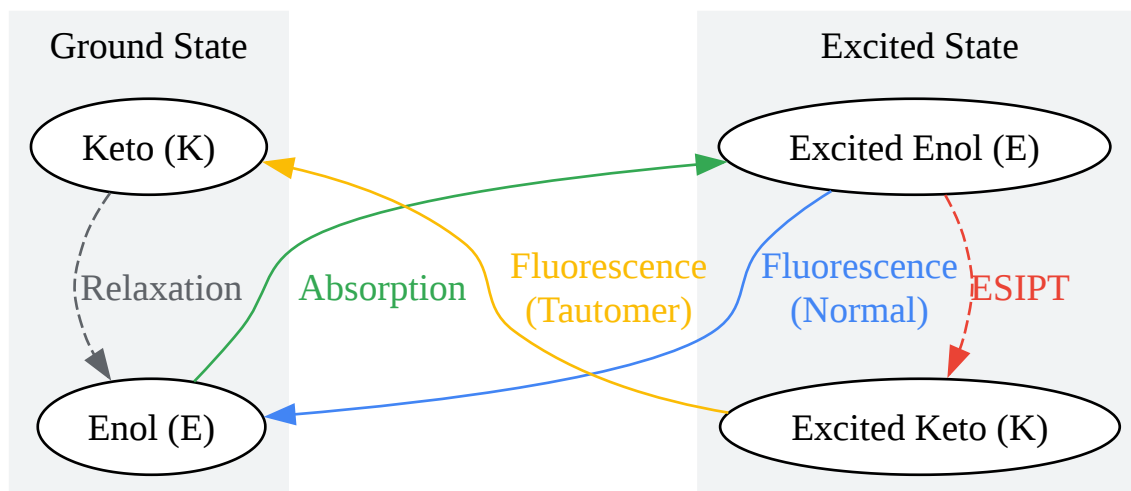 Ground State
Excited State
Keto (K)
Excited Enol (E)
Relaxation
Absorption
Fluorescence
(Tautomer)
Fluorescence
(Normal)
ESIPT
Enol (E)
Excited Keto (K)